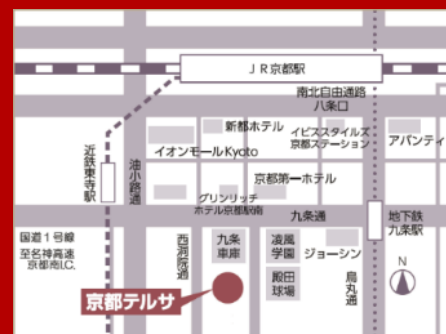 JR京都駅
南北自由通路
八条口
新都ホテル
イビススタイルズ
京都ステーション
アバンティ
イオンモールKyoto
近鉄東寺駅
油小路通
京都第一ホテル
グリンリッチ
ホテル京都駅南
九条通
地下鉄
九条駅
国道1号線
至名神高速
京都南I.C.
西洞院通
九条
車庫
凌風
学園
ジョーシン
殿田
球場
烏丸通
N
京都テルサ